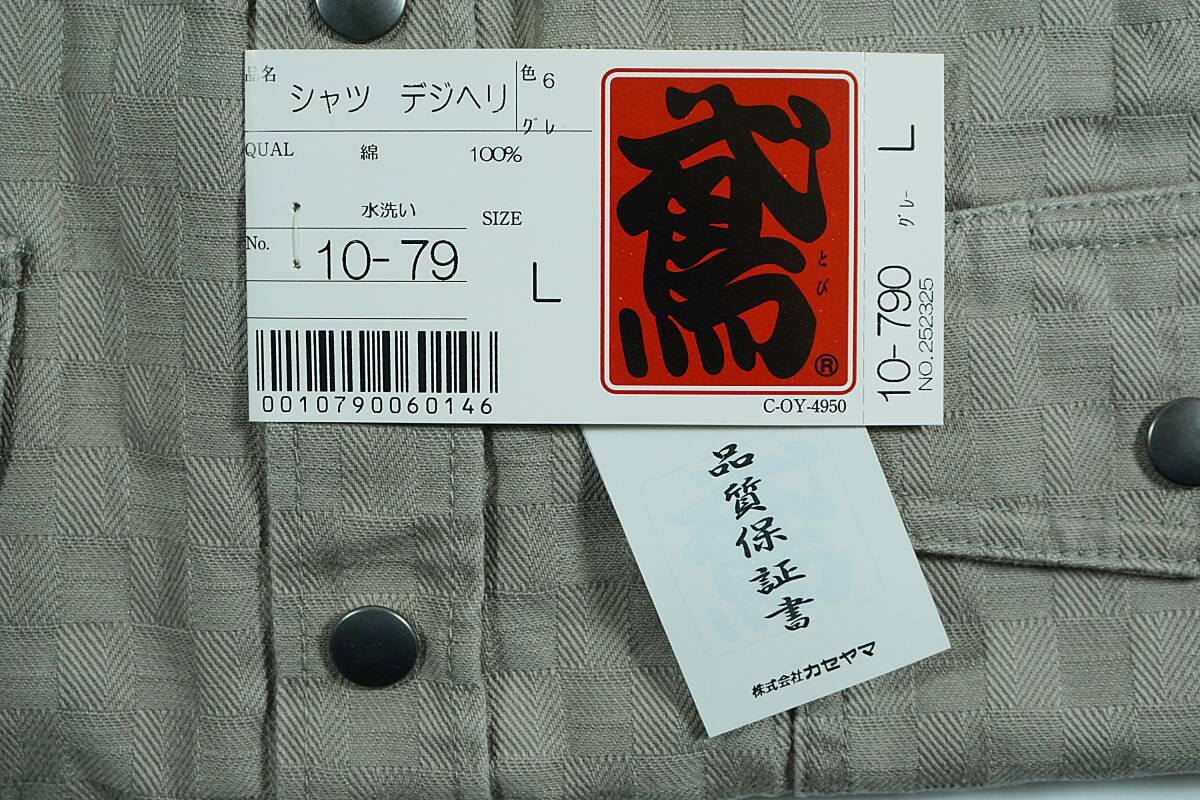 品名 シャツ デジヘリ
色 6
グレー
QUAL 綿 100%
水洗い
No. 10-79
SIZE L
0010790060146
鳶
とび
®
C-OY-4950
10-790 グレー L
NO.252325
品質保証書
株式会社カセヤマ